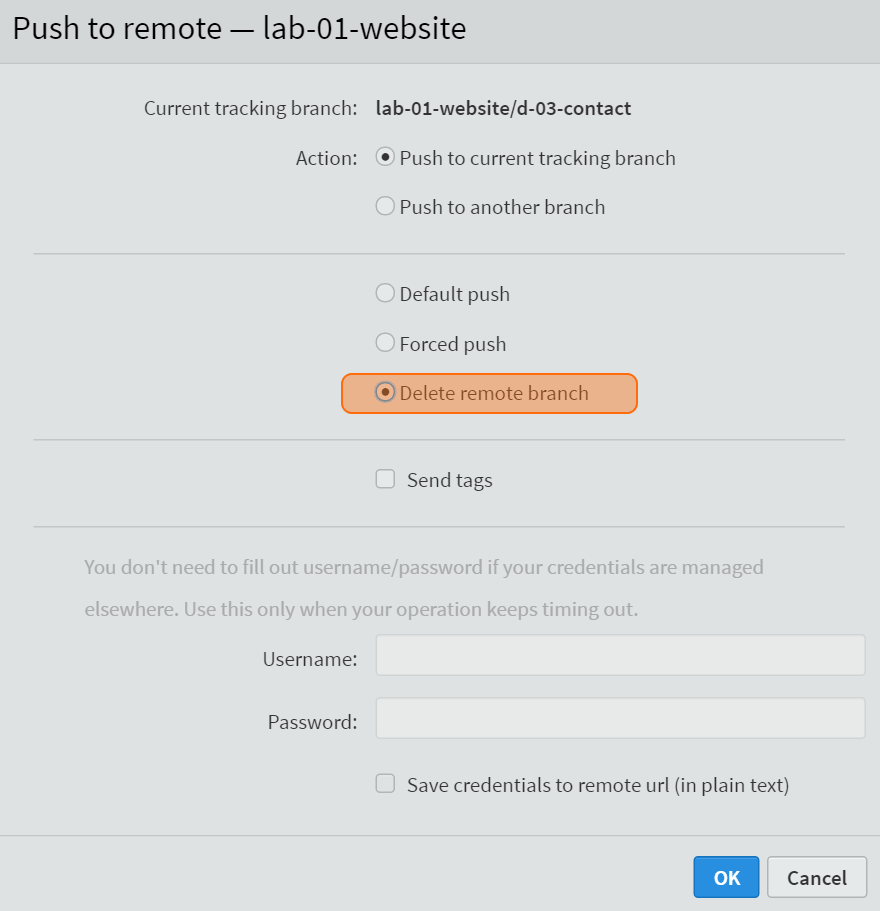 Push to remote — lab-01-website
Current tracking branch: lab-01-website/d-03-contact
Action: Push to current tracking branch
Push to another branch
Default push
Forced push
Delete remote branch
Send tags
You don't need to fill out username/password if your credentials are managed
elsewhere. Use this only when your operation keeps timing out.
Username:
Password:
Save credentials to remote url (in plain text)
OK Cancel